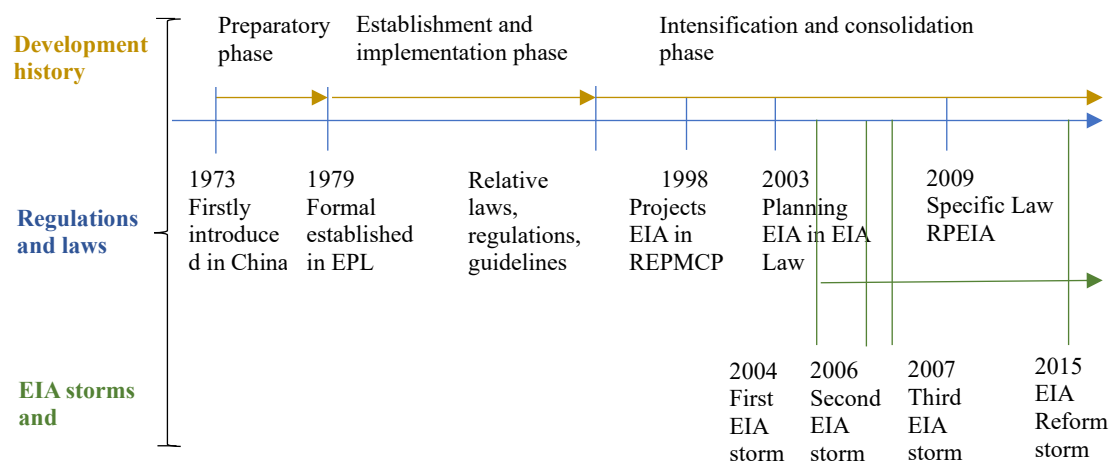 Development
history
Preparatory
phase
Establishment and
implementation phase
Intensification and consolidation
phase
Regulations
and laws
1973
Firstly
introduce
d in China
1979
Formal
established
in EPL
Relative
laws,
regulations,
guidelines
1998
Projects
EIA in
REPMCP
2003
Planning
EIA in EIA
Law
2009
Specific Law
RPEIA
EIA storms
and
2004
First
EIA
storm
2006
Second
EIA
storm
2007
Third
EIA
storm
2015
EIA
Reform
storm